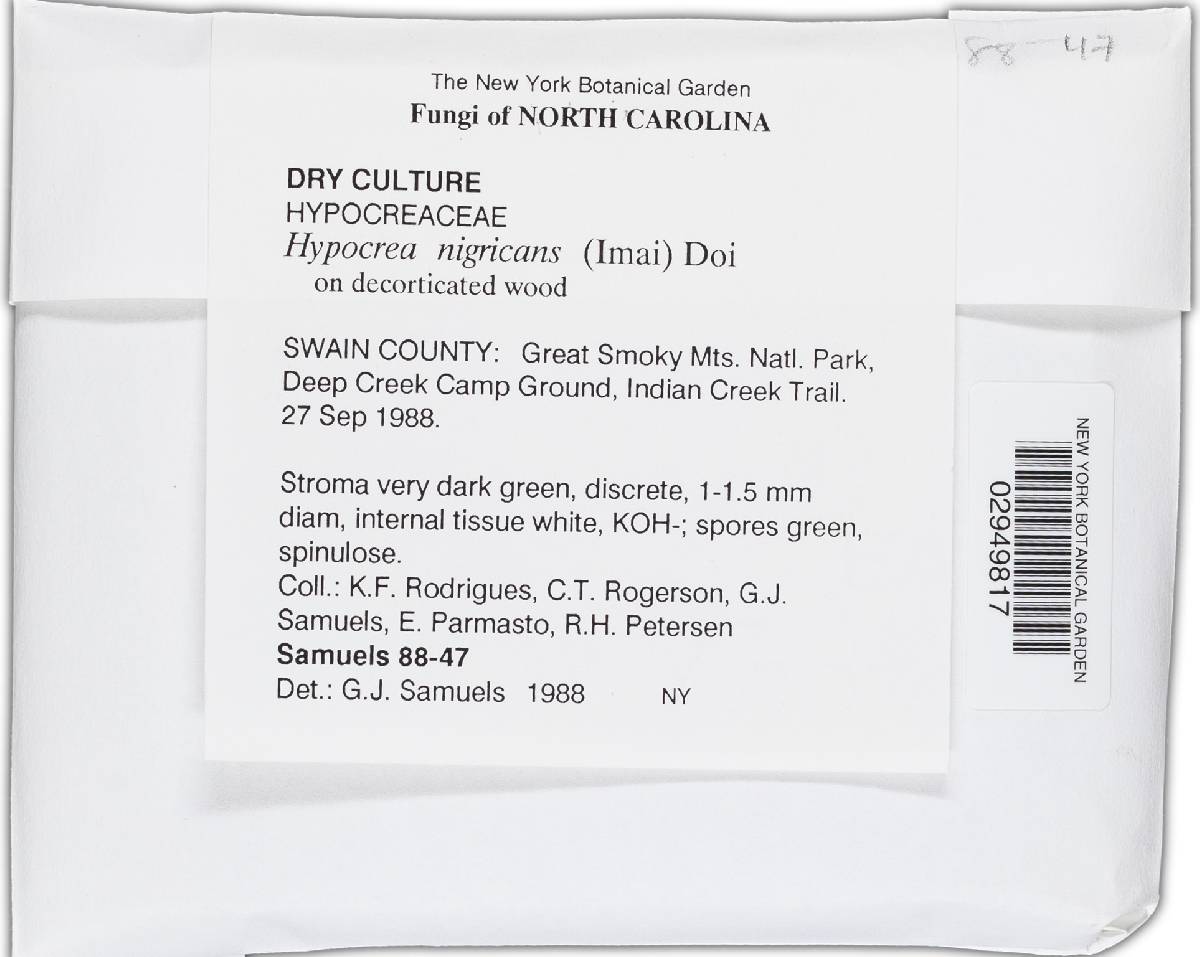 88-47
The New York Botanical Garden
Fungi of NORTH CAROLINA
DRY CULTURE
HYPOCREACEAE
Hypocrea nigricans (Imai) Doi
on decorticated wood
SWAIN COUNTY: Great Smoky Mts. Natl. Park,
Deep Creek Camp Ground, Indian Creek Trail.
27 Sep 1988.
Stroma very dark green, discrete, 1-1.5 mm
diam, internal tissue white, KOH-; spores green,
spinulose.
Coll.: K.F. Rodrigues, C.T. Rogerson, G.J.
Samuels, E. Parmasto, R.H. Petersen
Samuels 88-47
Det.: G.J. Samuels 1988 NY
NEW YORK BOTANICAL GARDEN
02949817